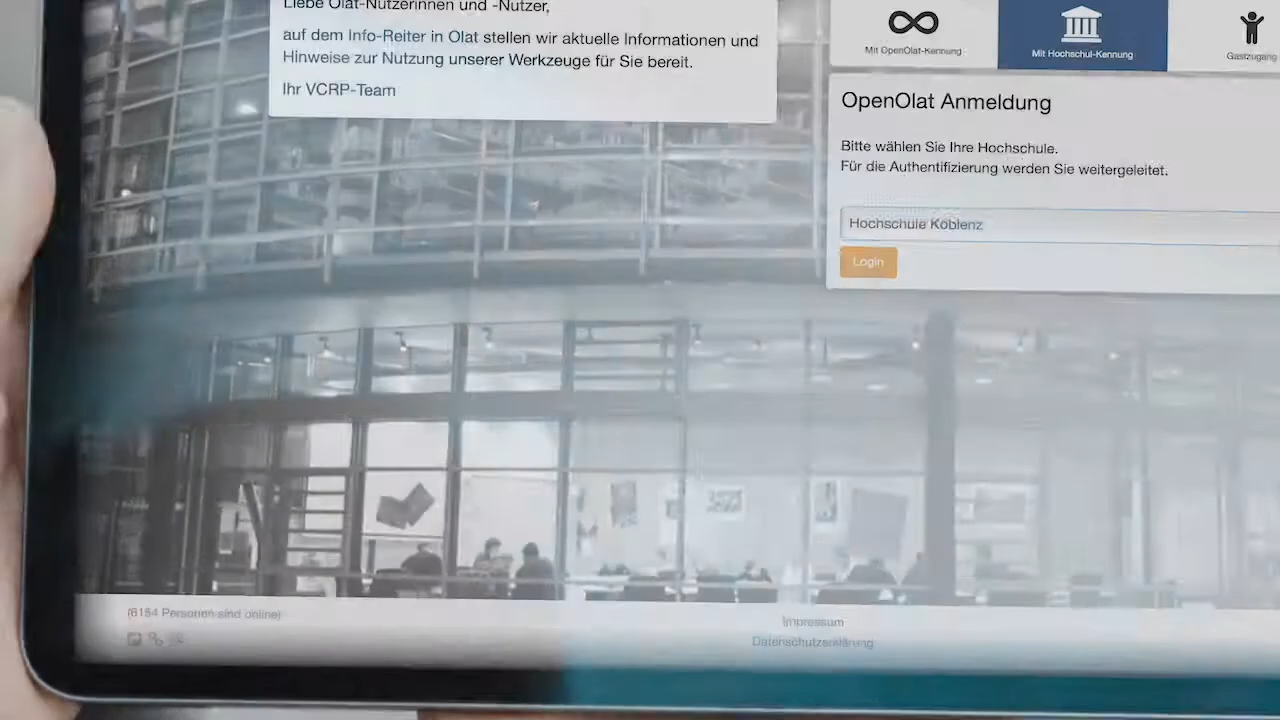 Liebe Olat-Nutzerinnen und -Nutzer,
auf dem Info-Reiter in Olat stellen wir aktuelle Informationen und
Hinweise zur Nutzung unserer Werkzeuge für Sie bereit.
Ihr VCRP-Team
Mit OpenOlat-Kennung
Mit Hochschul-Kennung
Gastzugang
OpenOlat Anmeldung
Bitte wählen Sie Ihre Hochschule.
Für die Authentifizierung werden Sie weitergeleitet.
Hochschule Koblenz
Login
(6154 Personen sind online)
Impressum
Datenschutzerklärung